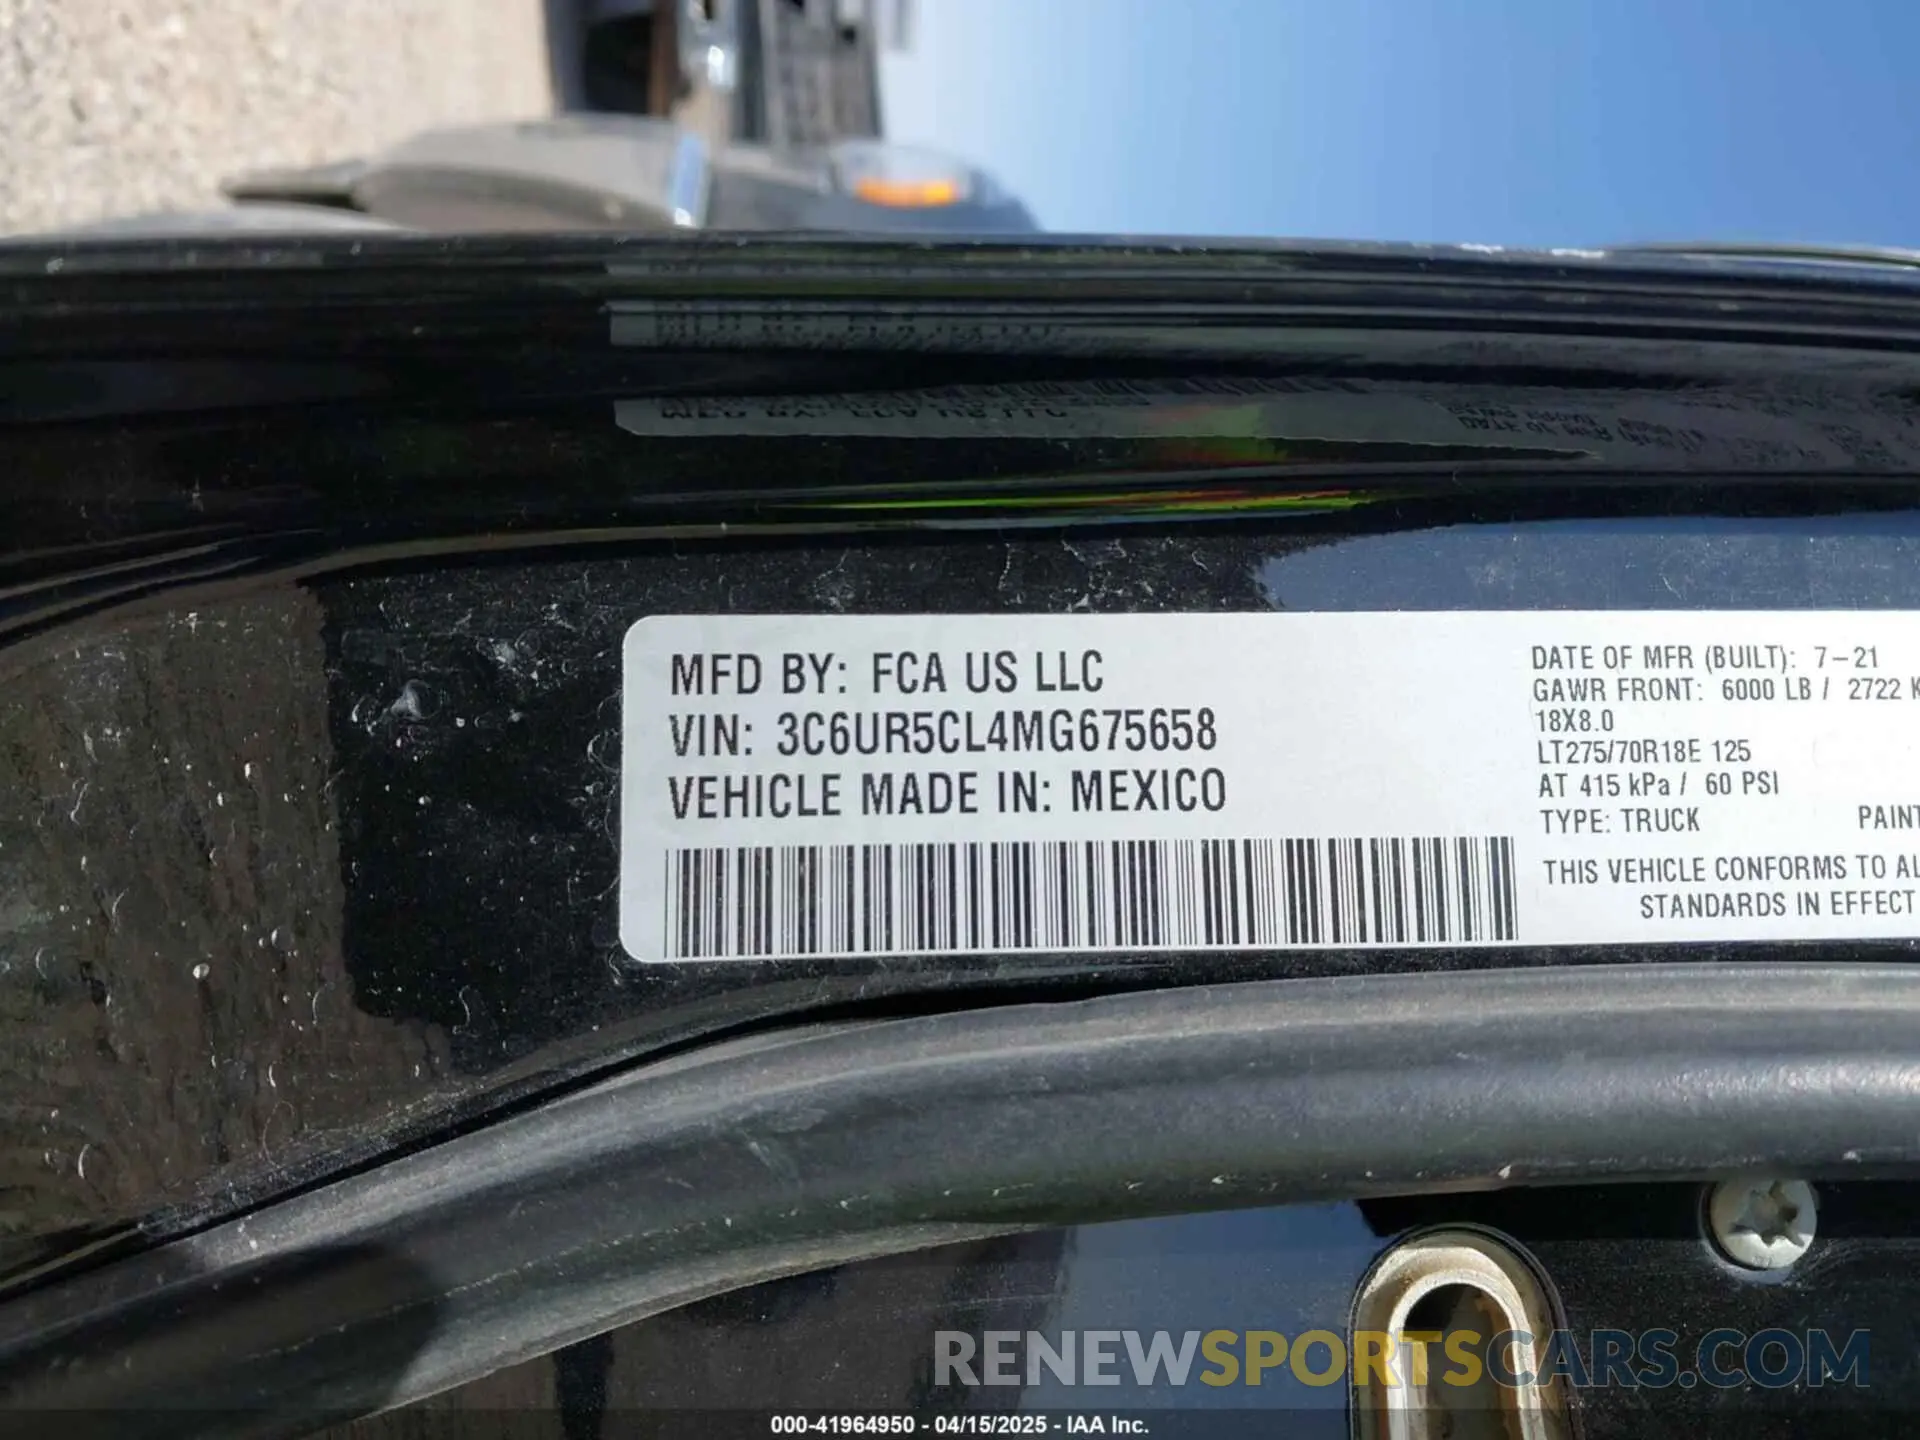 MFD BY: FCA US LLC
VIN: 3C6UR5CL4MG675658
VEHICLE MADE IN: MEXICO
DATE OF MFR (BUILT): 7-21
GAWR FRONT: 6000 LB / 2722 K
18X8.0
LT275/70R18E 125
AT 415 kPa / 60 PSI
TYPE: TRUCK PAINT
THIS VEHICLE CONFORMS TO AL
STANDARDS IN EFFECT
RENEWSPORTSCARS.COM
000-41964950 - 04/15/2025 - IAA Inc.